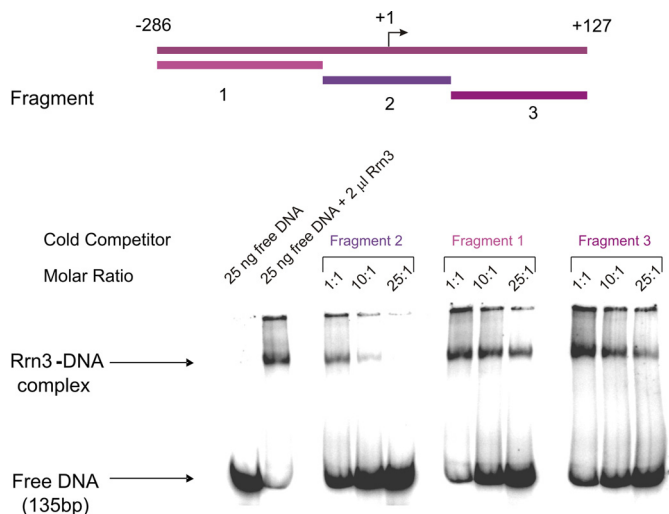 -286 +1 +127
Fragment 1 2 3
25 ng free DNA
25 ng free DNA + 2 µl Rrn3
Cold Competitor Fragment 2 Fragment 1 Fragment 3
Molar Ratio 1:1 10:1 25:1 1:1 10:1 25:1 1:1 10:1 25:1
Rrn3-DNA
complex
Free DNA
(135bp)